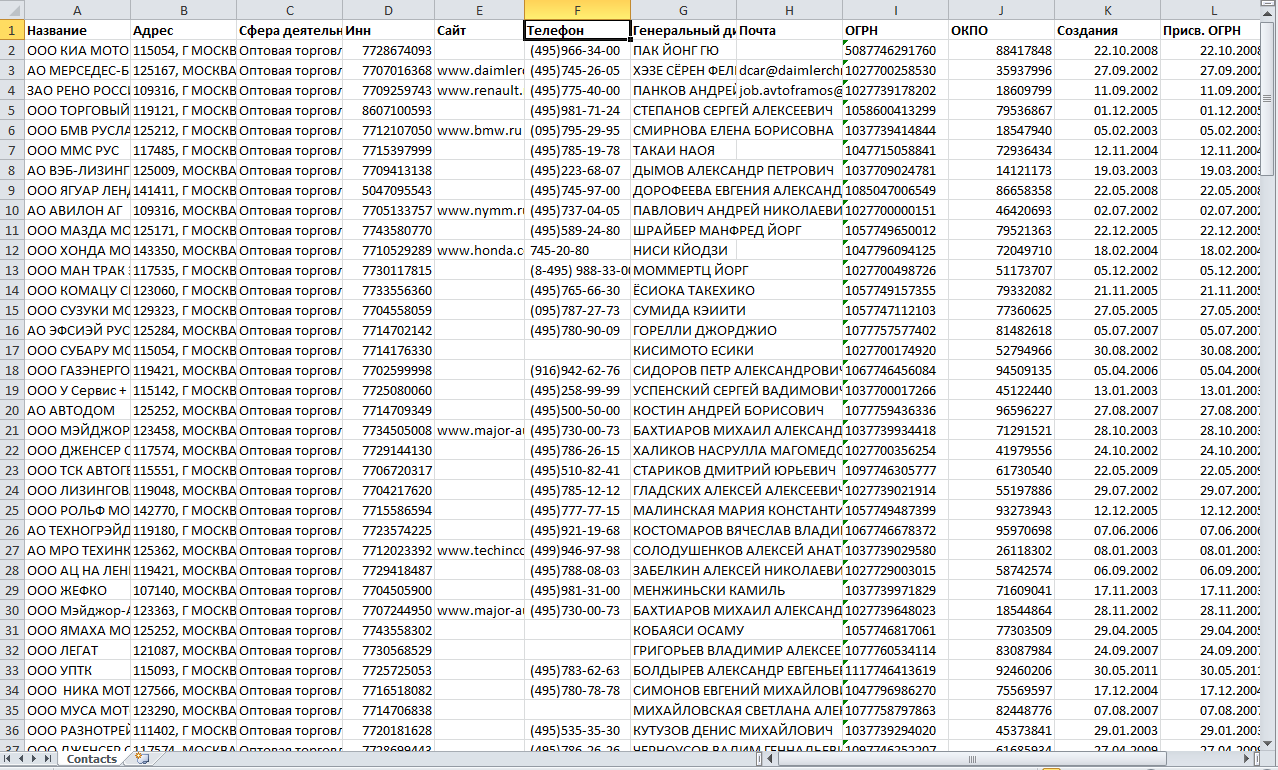 A B C D E F G H I J K L
1 Название Адрес Сфера деятельн Инн Сайт Телефон Генеральный ди Почта ОГРН ОКПО Создания Присв. ОГРН
2 ООО КИА МОТО 115054, Г МОСКВ Оптовая торговл 7728674093 (495)966-34-00 ПАК ЙОНГ ГЮ 5087746291760 88417848 22.10.2008 22.10.2008
3 АО МЕРСЕДЕС-Б 125167, МОСКВА Оптовая торговл 7707016368 www.daimler (495)745-26-05 ХЭЗЕ СЁРЕН ФЕЛИ dcar@daimlerchr 1027700258530 35937996 27.09.2002 27.09.2002
4 ЗАО РЕНО РОССИ 109316, Г МОСКВ Оптовая торговл 7709259743 www.renault. (495)775-40-00 ПАНКОВ АНДРЕЙ job.avtoframos@ 1027739178202 18609799 11.09.2002 11.09.2002
5 ООО ТОРГОВЫЙ 119121, Г МОСКВ Оптовая торговл 8607100593 (495)981-71-24 СТЕПАНОВ СЕРГЕЙ АЛЕКСЕЕВИЧ 1058600413299 79536867 01.12.2005 01.12.2005
6 ООО БМВ РУСЛА 125212, Г МОСКВ Оптовая торговл 7712107050 www.bmw.ru (095)795-29-95 СМИРНОВА ЕЛЕНА БОРИСОВНА 1037739414844 18547940 05.02.2003 05.02.2003
7 ООО ММС РУС 117485, Г МОСКВ Оптовая торговл 7715397999 (495)785-19-78 ТАКАИ НАОЯ 1047715058841 72936434 12.11.2004 12.11.2004
8 АО ВЭБ-ЛИЗИНГ 125009, Г МОСКВ Оптовая торговл 7709413138 (495)223-68-07 ДЫМОВ АЛЕКСАНДР ПЕТРОВИЧ 1037709024781 14121173 19.03.2003 19.03.2003
9 ООО ЯГУАР ЛЕНД 141411, Г МОСКВ Оптовая торговл 5047095543 (495)745-97-00 ДОРОФЕЕВА ЕВГЕНИЯ АЛЕКСАНД 1085047006549 86658358 22.05.2008 22.05.2008
10 АО АВИЛОН АГ 109316, МОСКВА Оптовая торговл 7705133757 www.nymm.ru (495)737-04-05 ПАВЛОВИЧ АНДРЕЙ НИКОЛАЕВИ 1027700000151 46420693 02.07.2002 02.07.2002
11 ООО МАЗДА МО 125171, Г МОСКВ Оптовая торговл 7743580770 (495)589-24-80 ШРАЙБЕР МАНФРЕД ЙОРГ 1057749650012 79521363 12.22.2005 22.12.2005
12 ООО ХОНДА МО 143350, МОСКВА Оптовая торговл 7710529289 www.honda.c 745-20-80 НИСИ КЙОДЗИ 1047796094125 72049710 18.02.2004 18.02.2004
13 ООО МАН ТРАК 117535, Г МОСКВ Оптовая торговл 7730117815 (8-495) 988-33-0 МОММЕРТЦ ЙОРГ 1027700498726 51173707 05.12.2002 05.12.2002
14 ООО КОМАЦУ С 123060, Г МОСКВ Оптовая торговл 7733556360 (495)765-66-30 ЁСИОКА ТАКЕХИКО 1057749157355 79332082 21.11.2005 21.11.2005
15 ООО СУЗУКИ МО 129323, Г МОСКВ Оптовая торговл 7704558059 (095)787-27-73 СУМИДА КЭИИТИ 1057747112103 77360625 27.05.2005 27.05.2005
16 АО ЭФСИЭЙ РУС 125284, МОСКВА Оптовая торговл 7714702142 (495)780-90-09 ГОРЕЛЛИ ДЖОРДЖИО 1077757577402 81482618 05.07.2007 05.07.2007
17 ООО СУБАРУ МО 115054, Г МОСКВ Оптовая торговл 7714176330 КИСИМОТО ЕСИКИ 1027700174920 52794966 30.08.2002 30.08.2002
18 ООО ГАЗЭНЕРГО 119421, МОСКВА Оптовая торговл 7702599998 (916)942-62-76 СИДОРОВ ПЕТР АЛЕКСАНДРОВИЧ 1067746456084 94509135 05.04.2006 05.04.2006
19 ООО У Сервис + 115142, Г МОСКВ Оптовая торговл 7725080060 (495)258-99-99 УСПЕНСКИЙ СЕРГЕЙ ВАДИМОВИЧ 1037700017266 45122440 13.01.2003 13.01.2003
20 АО АВТОДОМ 125252, Г МОСКВ Оптовая торговл 7714709349 (495)500-50-00 КОСТИН АНДРЕЙ БОРИСОВИЧ 1077759436336 96596227 27.08.2007 27.08.2007
21 ООО МЭЙДЖОР 123458, МОСКВА Оптовая торговл 7734505008 www.major-au (495)730-00-73 БАХТИАРОВ МИХАИЛ АЛЕКСАНД 1037739934418 71291521 28.10.2003 28.10.2003
22 ООО ДЖЕНСЕР С 117574, МОСКВА Оптовая торговл 7729144130 (495)786-26-15 ХАЛИКОВ НАСРУЛЛА МАГОМЕДО 1027700356254 41979556 24.10.2002 24.10.2002
23 ООО ТСК АВТОГЕ 115551, Г МОСКВ Оптовая торговл 7706720317 (495)510-82-41 СТАРИКОВ ДМИТРИЙ ЮРЬЕВИЧ 1097746305777 61730540 22.05.2009 22.05.2009
24 ООО ЛИЗИНГОВ 119048, МОСКВА Оптовая торговл 7704217620 (495)785-12-12 ГЛАДСКИХ АЛЕКСЕЙ АЛЕКСЕЕВИЧ 1027739021914 55197886 29.07.2002 29.07.2002
25 ООО РОЛЬФ МО 142770, Г МОСКВ Оптовая торговл 7715586594 (495)777-77-15 МАЛИНСКАЯ МАРИЯ КОНСТАНТИ 1057749487399 93273943 12.12.2005 12.12.2005
26 АО ТЕХНОГРЭЙД 119180, Г МОСКВ Оптовая торговл 7723574225 (495)921-19-68 КОСТОМАРОВ ВЯЧЕСЛАВ ВЛАДИ 1067746678372 95970698 07.06.2006 07.06.2006
27 АО МРО ТЕХИНК 125362, МОСКВА Оптовая торговл 7712023392 www.techinco (499)946-97-98 СОЛОДУШЕНКОВ АЛЕКСЕЙ АНАТ 1037739029580 26118302 08.01.2003 08.01.2003
28 ООО АЦ НА ЛЕН 119421, МОСКВА Оптовая торговл 7729418487 (495)788-08-03 ЗАБЕЛКИН АЛЕКСЕЙ НИКОЛАЕВИ 1027729003015 58742574 06.09.2002 06.09.2002
29 ООО ЖЕФКО 107140, МОСКВА Оптовая торговл 7704505900 (495)981-31-00 МЕНЖИНЬСКИ КАМИЛЬ 1037739971829 71609041 17.11.2003 17.11.2003
30 ООО Мэйджор-А 123363, Г МОСКВ Оптовая торговл 7707244950 www.major-au (495)730-00-73 БАХТИАРОВ МИХАИЛ АЛЕКСАНД 1027739648023 18544864 28.11.2002 28.11.2002
31 ООО ЯМАХА МО 125252, МОСКВА Оптовая торговл 7743558302 КОБАЯСИ ОСАМУ 1057746817061 77303509 29.04.2005 29.04.2005
32 ООО ЛЕГАТ 121087, МОСКВА Оптовая торговл 7730568529 ГРИГОРЬЕВ ВЛАДИМИР АЛЕКСЕЕ 1077760534114 83087984 24.09.2007 24.09.2007
33 ООО УПТК 115093, Г МОСКВ Оптовая торговл 7725725053 (495)783-62-63 БОЛДЫРЕВ АЛЕКСАНДР ЕВГЕНЬЕ 1117746413619 92460206 30.05.2011 30.05.2011
34 ООО НИКА МОТ 127566, МОСКВА Оптовая торговл 7716518082 (495)780-78-78 СИМОНОВ ЕВГЕНИЙ МИХАЙЛОВ 1047796986270 75569597 17.12.2004 17.12.2004
35 ООО МУСА МОТ 123290, МОСКВА Оптовая торговл 7714706838 МИХАЙЛОВСКАЯ СВЕТЛАНА АЛЕ 1077758797863 82448776 07.08.2007 07.08.2007
36 ООО РАЗНОТРЕЙ 111402, Г МОСКВ Оптовая торговл 7720181628 (495)535-35-30 КУТУЗОВ ДЕНИС МИХАЙЛОВИЧ 1037739294020 45373841 29.01.2003 29.01.2003
37 ООО ДЖЕНСЕР С 117574, МОСКВА Оптовая торговл 7728699443 (495)786-26-26 ЧЕРНОУСОВ ВАДИМ ГЕННАДЬЕВ 1097746252207 61685934 27.04.2009 27.04.2009
Contacts